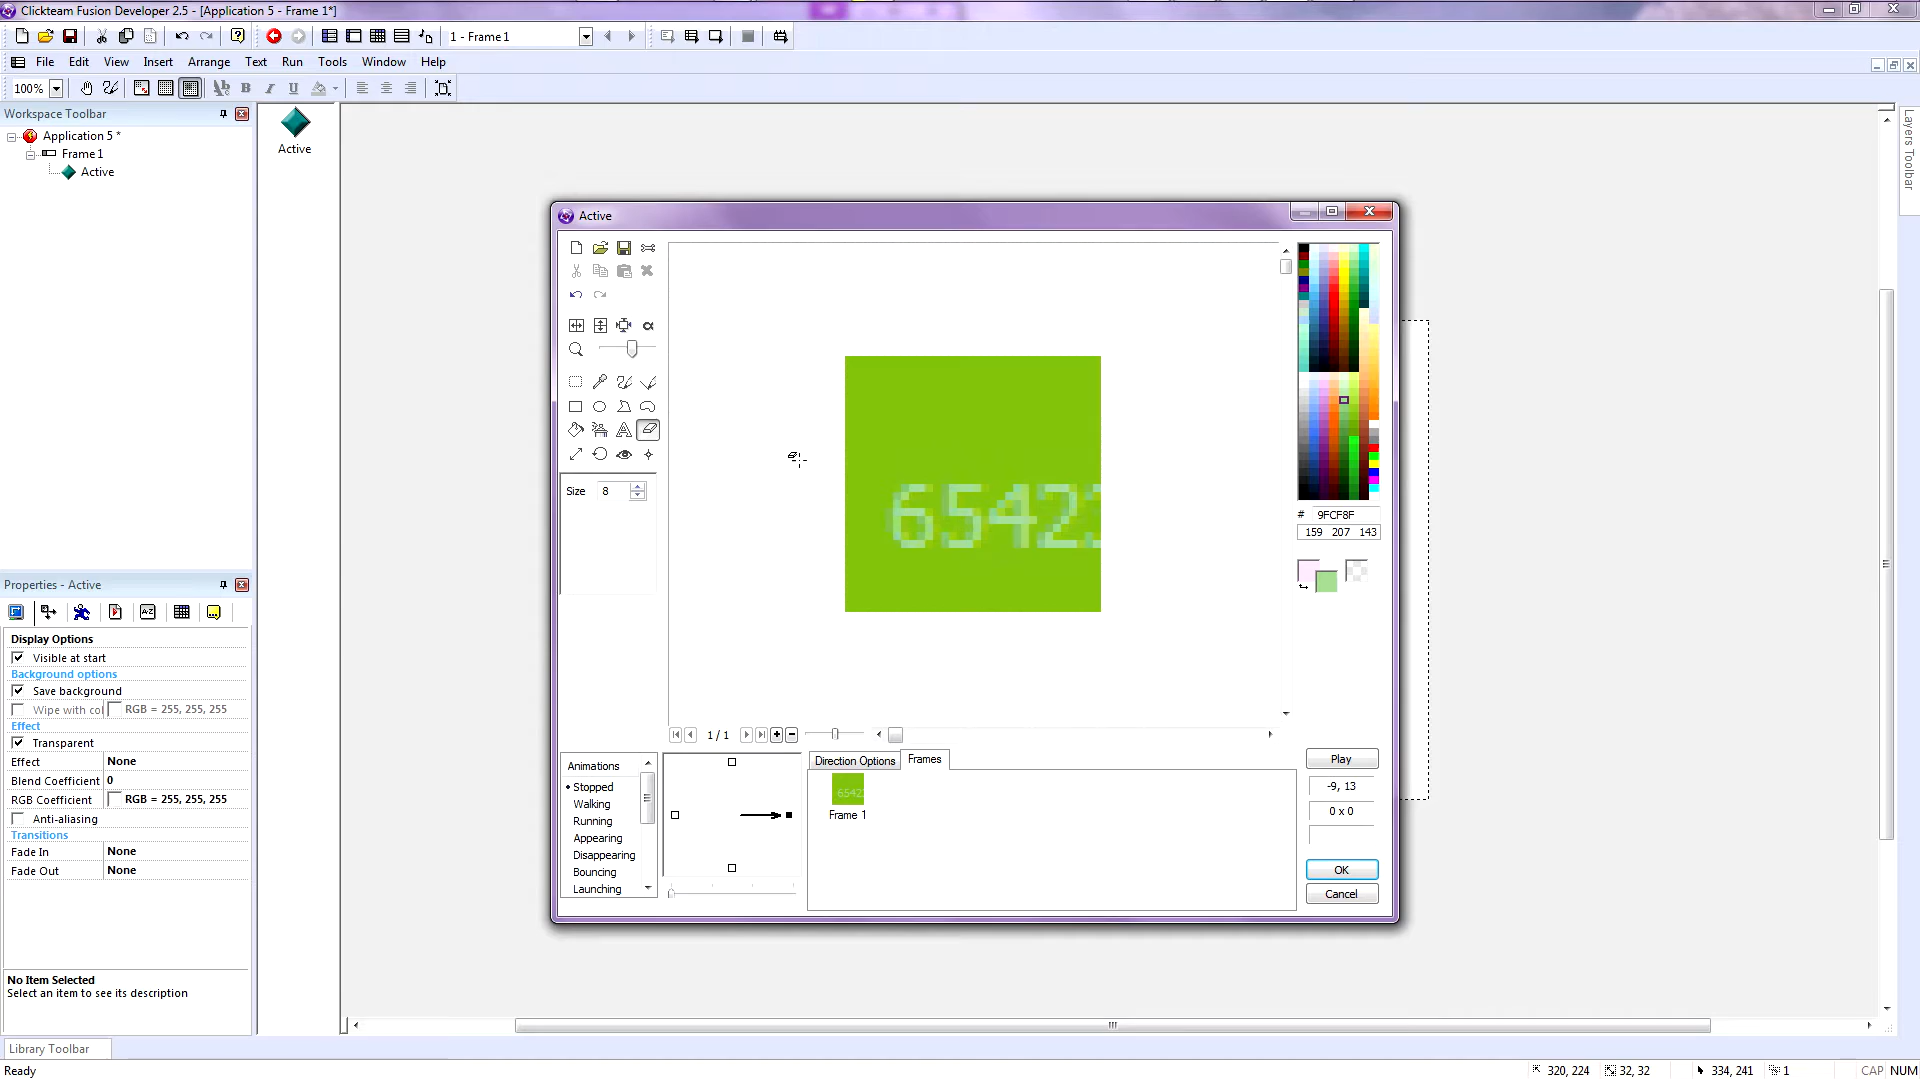 Clickteam Fusion Developer 2.5 - [Application 5 - Frame 1*]
1 - Frame 1
File Edit View Insert Arrange Text Run Tools Window Help
100%
Workspace Toolbar
Application 5 *
Frame 1
Active
Active
Layers Toolbar
Active
Size 8
6542
# 9FCF8F
159 207 143
1 / 1
Animations
Stopped
Walking
Running
Appearing
Disappearing
Bouncing
Launching
Direction Options Frames
Frame 1
Play
-9, 13
0 x 0
OK
Cancel
Properties - Active
Display Options
Visible at start
Background options
Save background
Wipe with col RGB = 255, 255, 255
Effect
Transparent
Effect None
Blend Coefficient 0
RGB Coefficient RGB = 255, 255, 255
Anti-aliasing
Transitions
Fade In None
Fade Out None
No Item Selected
Select an item to see its description
Library Toolbar
Ready
320, 224 32, 32 334, 241 1 CAP NUM